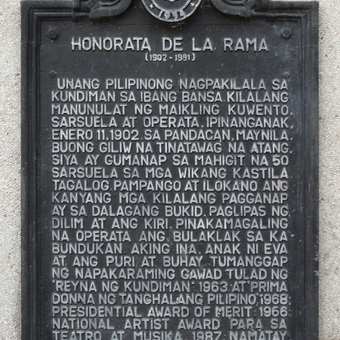 1982
HONORATA DE LA RAMA
(1902-1991)
UNANG PILIPINONG NAGPAKILALA SA
KUNDIMAN SA IBANG BANSA KILALANG
MANUNULAT NG MAIKLING KUWENTO,
SARSUELA AT OPERATA. IPINANGANAK,
ENERO 11, 1902 SA PANDACAN, MAYNILA.
BUONG GILIW NA TINATAWAG NA ATANG,
SIYA AY GUMANAP SA MAHIGIT NA 50
SARSUELA SA MGA WIKANG KASTILA
TAGALOG PAMPANGO AT ILOKANO ANG
KANYANG MGA KILALANG PAGGANAP
AY SA DALAGANG BUKID, PAGLIPAS NG
DILIM AT ANG KIRI. PINAKAMAGALING
NA OPERATA ANG BULAKLAK SA KA-
BUNDUKAN AKING INA, ANAK NI EVA
AT ANG PURI AT BUHAY. TUMANGGAP
NG NAPAKARAMING GAWAD TULAD NG
"REYNA NG KUNDIMAN" 1963 AT PRIMA
DONNA NG TANGHALANG PILIPINO, 1968;
PRESIDENTIAL AWARD OF MERIT 1966;
NATIONAL ARTIST AWARD PARA SA
TEATRO AT MUSIKA, 1987; NAMATAY